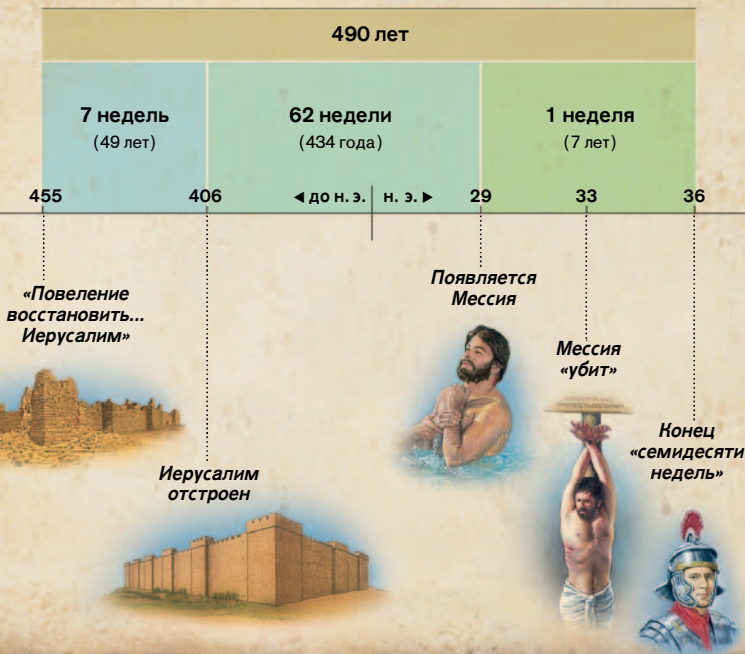 490 лет
7 недель
(49 лет)
62 недели
(434 года)
1 неделя
(7 лет)
455
406
◄ до н. э.
н. э. ►
29
33
36
«Повеление
восстановить...
Иерусалим»
Иерусалим
отстроен
Появляется
Мессия
Мессия
«убит»
Конец
«семидесяти
недель»